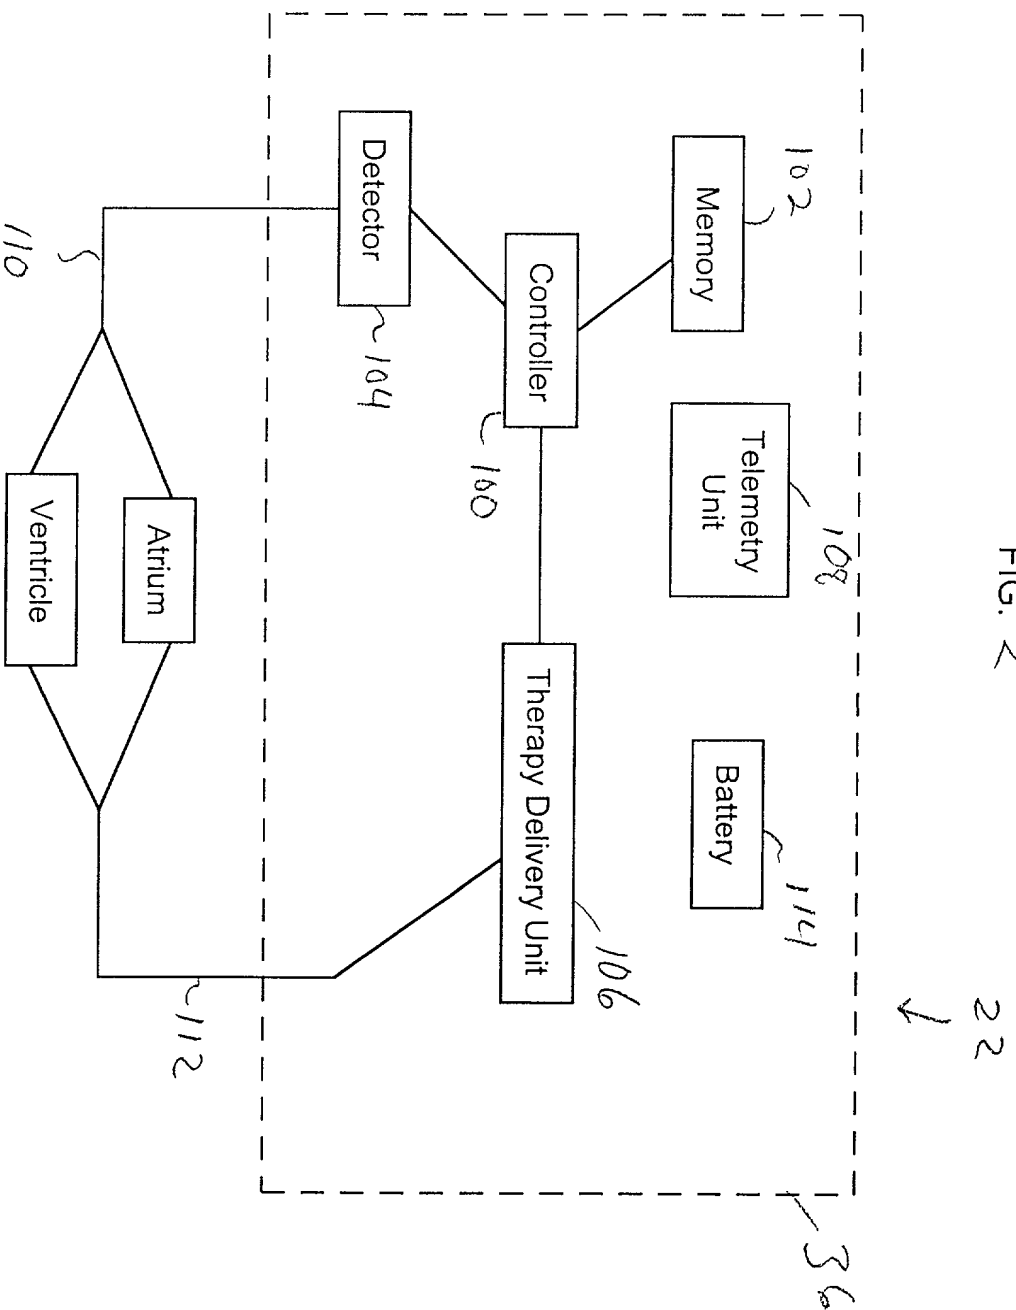 FIG. 2
22
36
102
Memory
108
Telemetry
Unit
114
Battery
Controller
100
Therapy Delivery Unit
106
Detector
104
110
112
Atrium
Ventricle